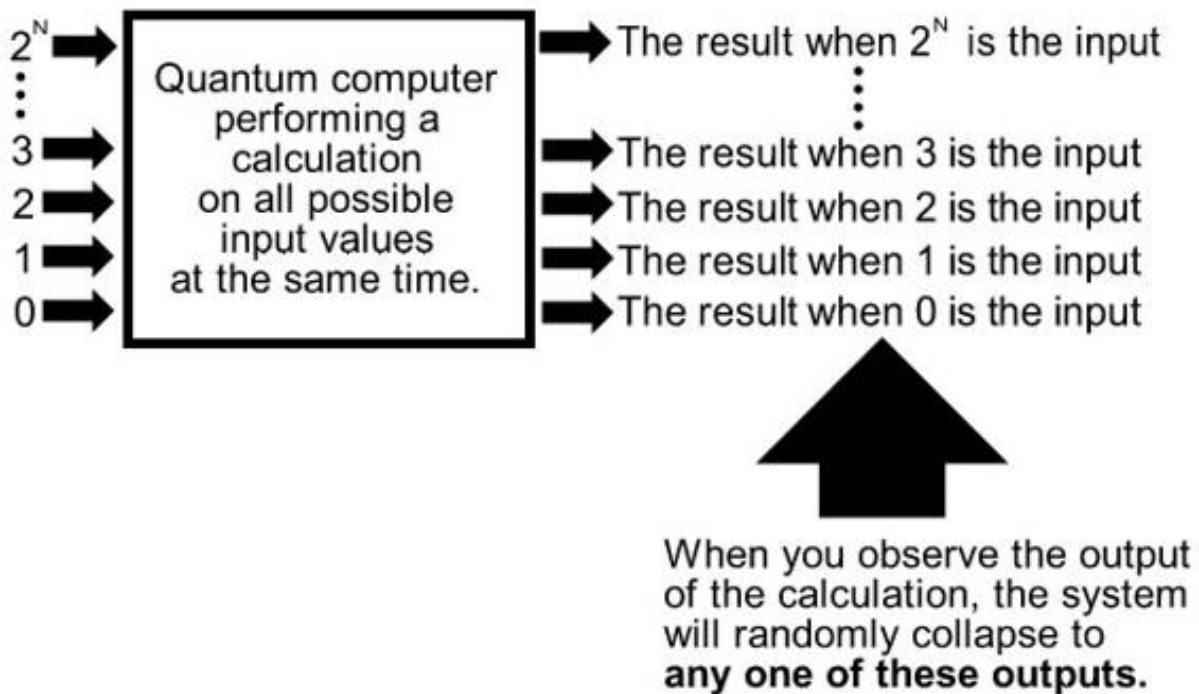 2^N
3
2
1
0
Quantum computer
performing a
calculation
on all possible
input values
at the same time.
The result when 2^N is the input
The result when 3 is the input
The result when 2 is the input
The result when 1 is the input
The result when 0 is the input
When you observe the output
of the calculation, the system
will randomly collapse to
any one of these outputs.